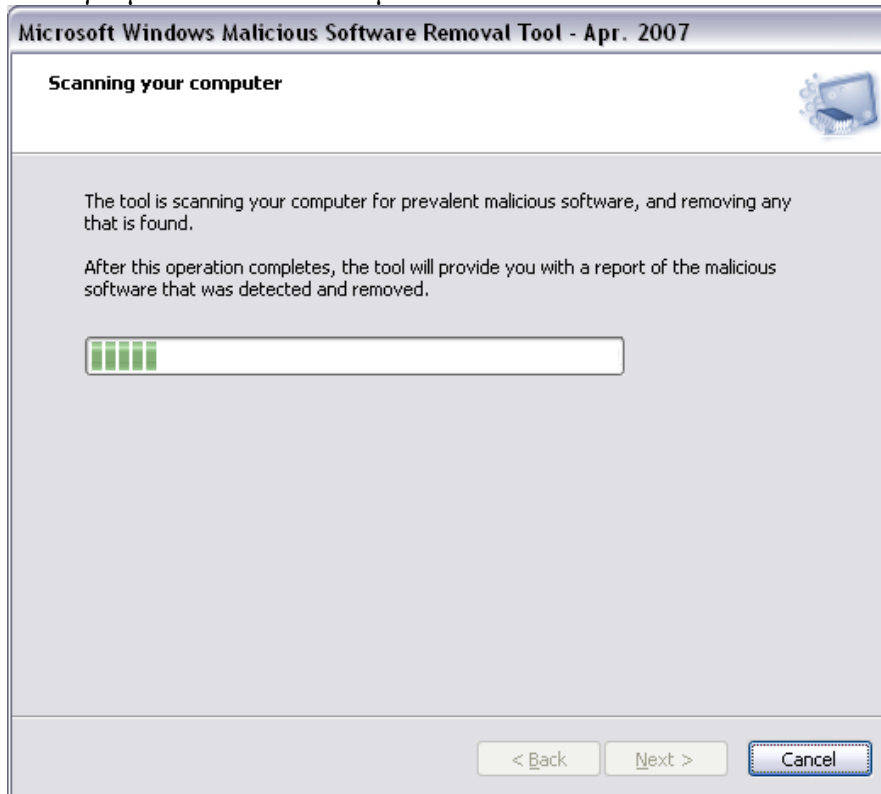 Microsoft Windows Malicious Software Removal Tool - Apr. 2007
Scanning your computer
The tool is scanning your computer for prevalent malicious software, and removing any
that is found.
After this operation completes, the tool will provide you with a report of the malicious
software that was detected and removed.
< Back
Next >
Cancel